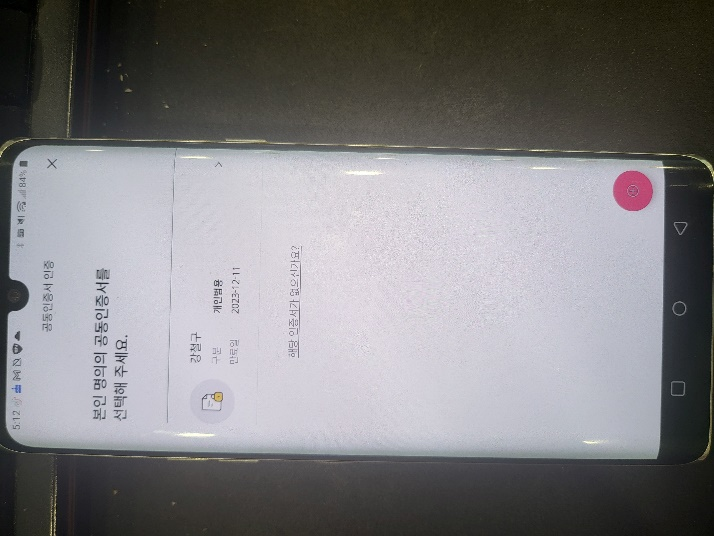 5:12
84%
공동인증서 인증
본인 명의의 공동인증서를
선택해 주세요.
강철구
구분 개인범용
만료일 2023-12-11
해당 인증서가 없으신가요?